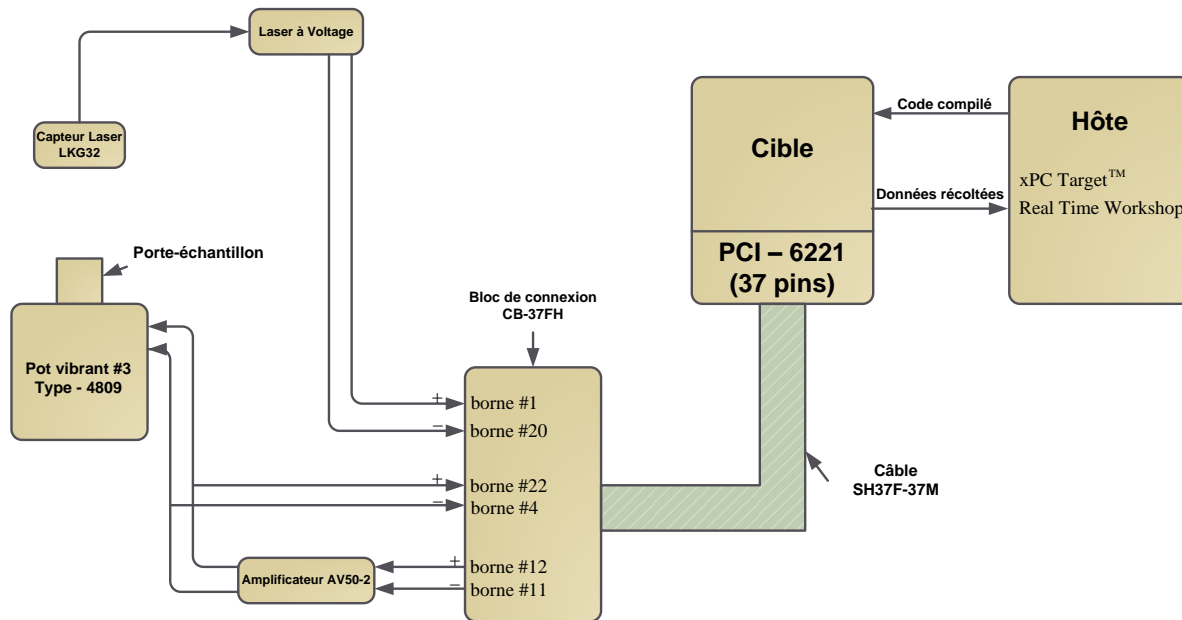 Laser à Voltage
Capteur Laser
LKG32
Porte-échantillon
Pot vibrant #3
Type - 4809
Amplificateur AV50-2
Bloc de connexion
CB-37FH
+ borne #1
– borne #20
+ borne #22
– borne #4
+ borne #12
– borne #11
Cible
PCI – 6221
(37 pins)
Code compilé
Données récoltées
Hôte
xPC Target™
Real Time Workshop
Câble
SH37F-37M